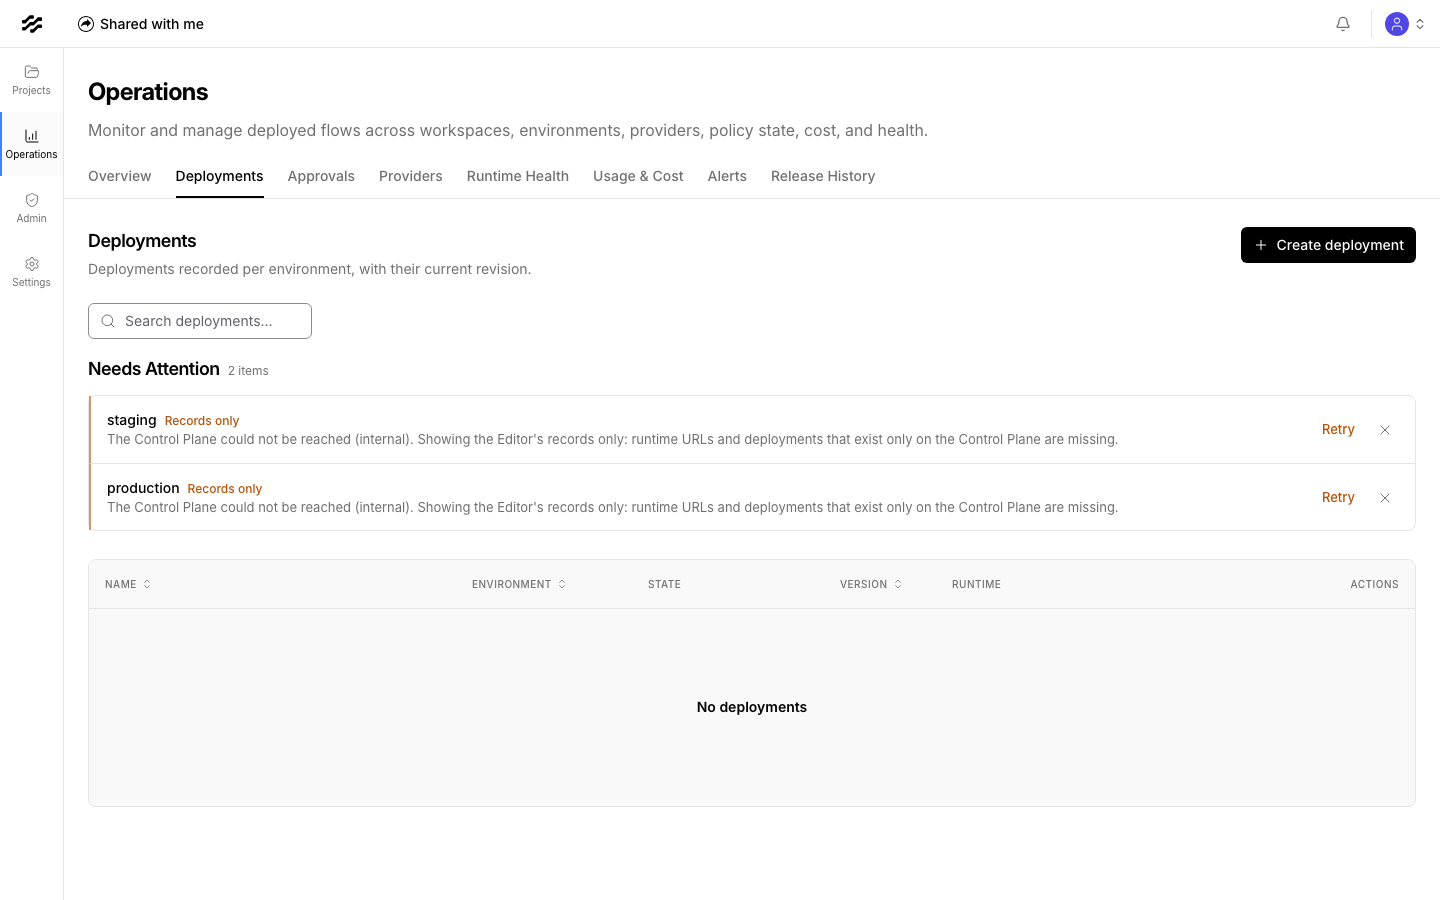 Shared with me
Projects
Operations
Admin
Settings
Operations
Monitor and manage deployed flows across workspaces, environments, providers, policy state, cost, and health.
Overview Deployments Approvals Providers Runtime Health Usage & Cost Alerts Release History
Deployments
Deployments recorded per environment, with their current revision.
Create deployment
Search deployments...
Needs Attention 2 items
staging Records only
The Control Plane could not be reached (internal). Showing the Editor's records only: runtime URLs and deployments that exist only on the Control Plane are missing.
Retry
production Records only
The Control Plane could not be reached (internal). Showing the Editor's records only: runtime URLs and deployments that exist only on the Control Plane are missing.
Retry
NAME ENVIRONMENT STATE VERSION RUNTIME ACTIONS
No deployments